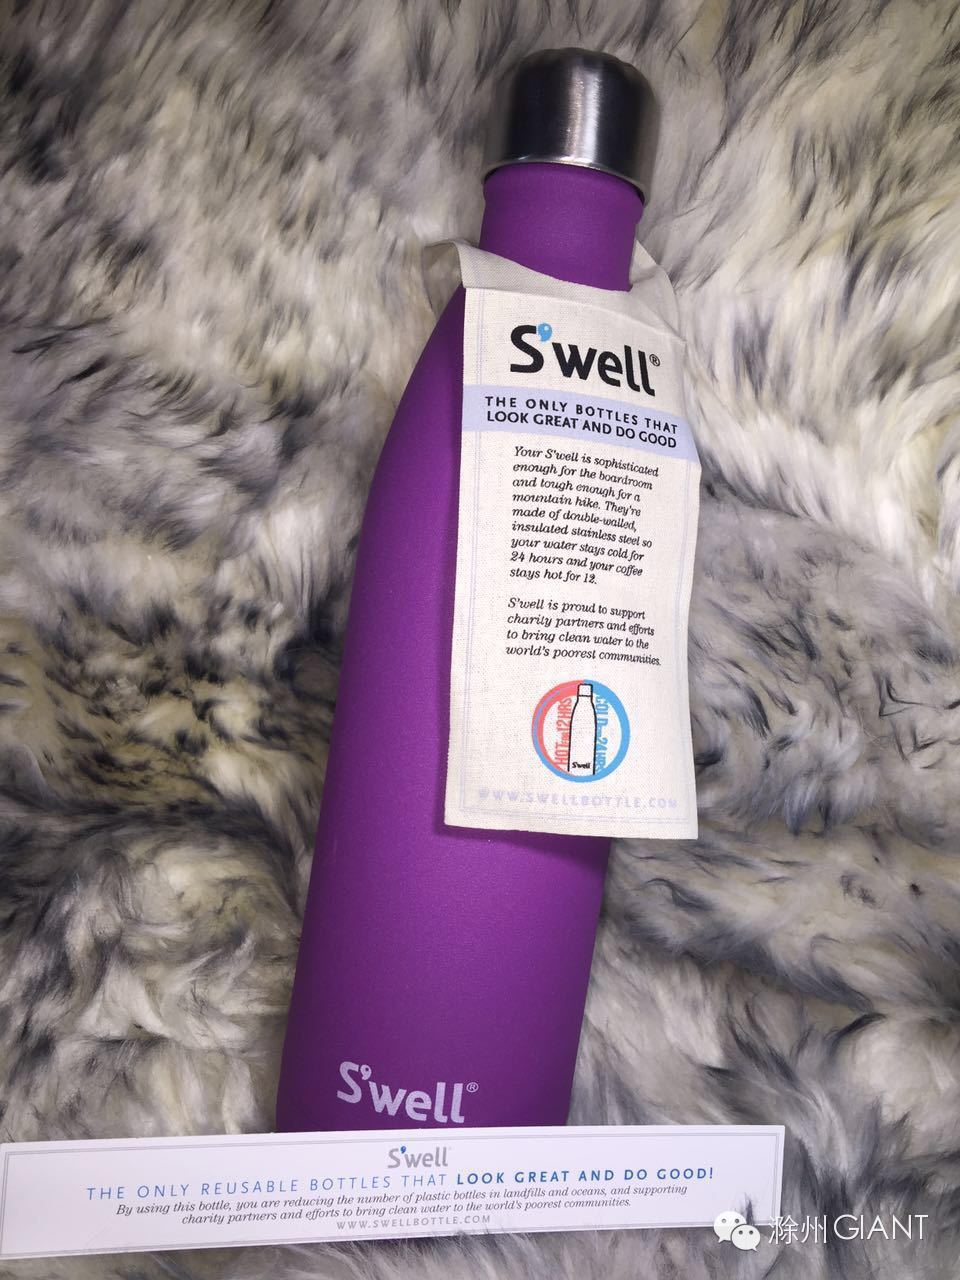 S'well®
THE ONLY BOTTLES THAT
LOOK GREAT AND DO GOOD
Your S'well is sophisticated
enough for the boardroom
and tough enough for a
mountain hike. They're
made of double-walled,
insulated stainless steel so
your water stays cold for
24 hours and your coffee
stays hot for 12.
S'well is proud to support
charity partners and efforts
to bring clean water to the
world's poorest communities.
HOT 12HRS
COLD 24HRS
S'well
WWW.SWELLBOTTLE.COM
S'well®
S'well
THE ONLY REUSABLE BOTTLES THAT LOOK GREAT AND DO GOOD!
By using this bottle, you are reducing the number of plastic bottles in landfills and oceans, and supporting
charity partners and efforts to bring clean water to the world's poorest communities.
WWW.SWELLBOTTLE.COM
滁州GIANT